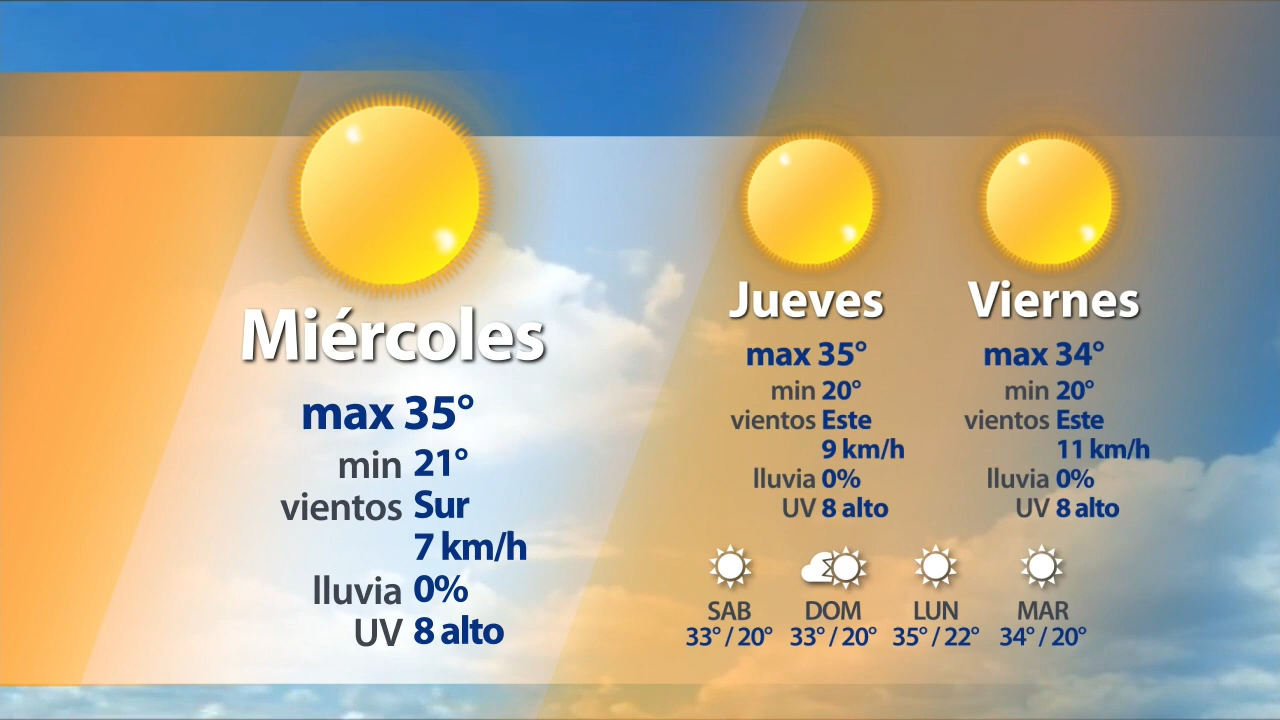 Miércoles
max 35°
min 21°
vientos Sur
7 km/h
lluvia 0%
UV 8 alto
Jueves
max 35°
min 20°
vientos Este
9 km/h
lluvia 0%
UV 8 alto
Viernes
max 34°
min 20°
vientos Este
11 km/h
lluvia 0%
UV 8 alto
SAB
33° / 20°
DOM
33° / 20°
LUN
35° / 22°
MAR
34° / 20°